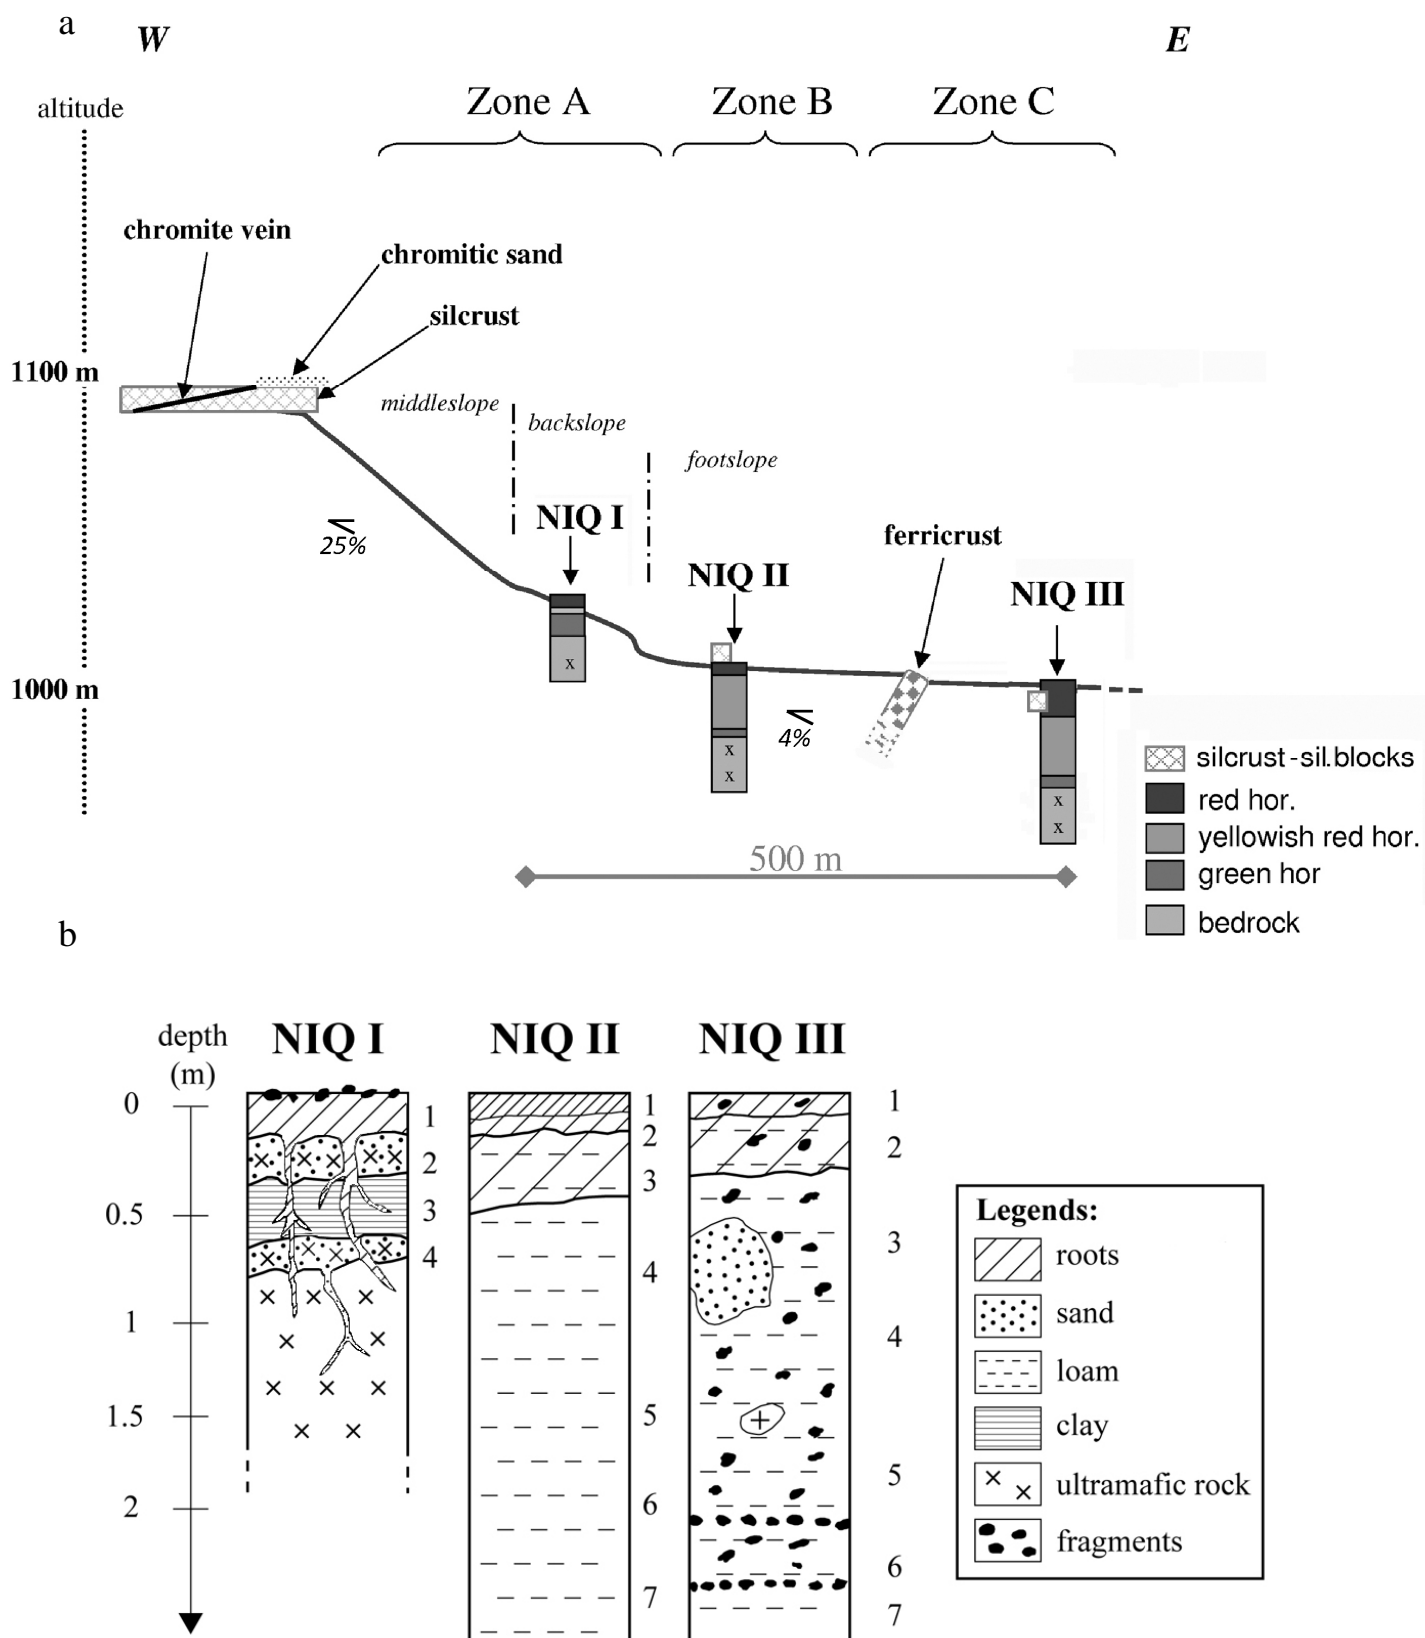 a
W
E
altitude
Zone A
Zone B
Zone C
chromite vein
chromitic sand
silcrust
1100 m
middleslope
backslope
footslope
25%
NIQ I
NIQ II
ferricrust
NIQ III
x
1000 m
4%
x
x
x
x
500 m
silcrust-sil.blocks
red hor.
yellowish red hor.
green hor
bedrock
b
depth
(m)
NIQ I
NIQ II
NIQ III
0
0.5
1
1.5
2
1
2
3
4
1
2
3
4
5
6
7
1
2
3
4
5
6
7
Legends:
roots
sand
loam
clay
ultramafic rock
fragments